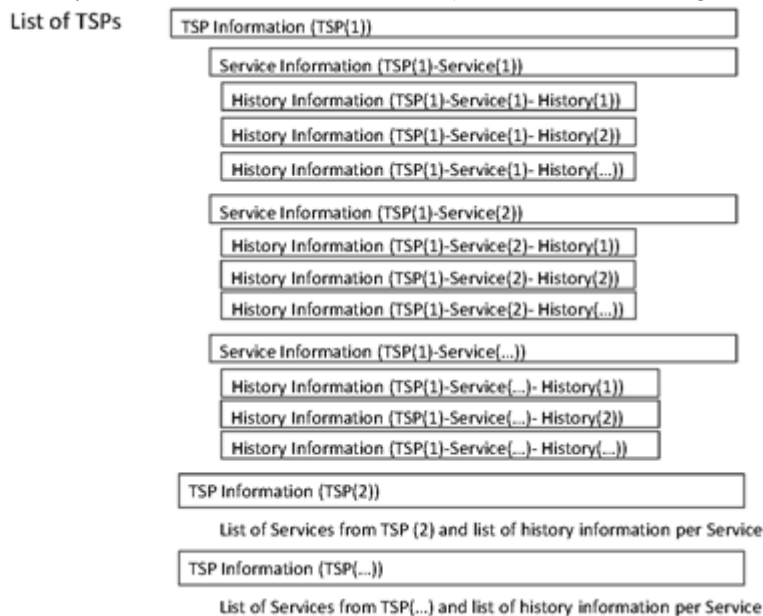 List of TSPs
TSP Information (TSP(1))
Service Information (TSP(1)-Service(1))
History Information (TSP(1)-Service(1)- History(1))
History Information (TSP(1)-Service(1)- History(2))
History Information (TSP(1)-Service(1)- History(...))
Service Information (TSP(1)-Service(2))
History Information (TSP(1)-Service(2)- History(1))
History Information (TSP(1)-Service(2)- History(2))
History Information (TSP(1)-Service(2)- History(...))
Service Information (TSP(1)-Service(...))
History Information (TSP(1)-Service(...)- History(1))
History Information (TSP(1)-Service(...)- History(2))
History Information (TSP(1)-Service(...)- History(...))
TSP Information (TSP(2))
List of Services from TSP (2) and list of history information per Service
TSP Information (TSP(...))
List of Services from TSP(...) and list of history information per Service